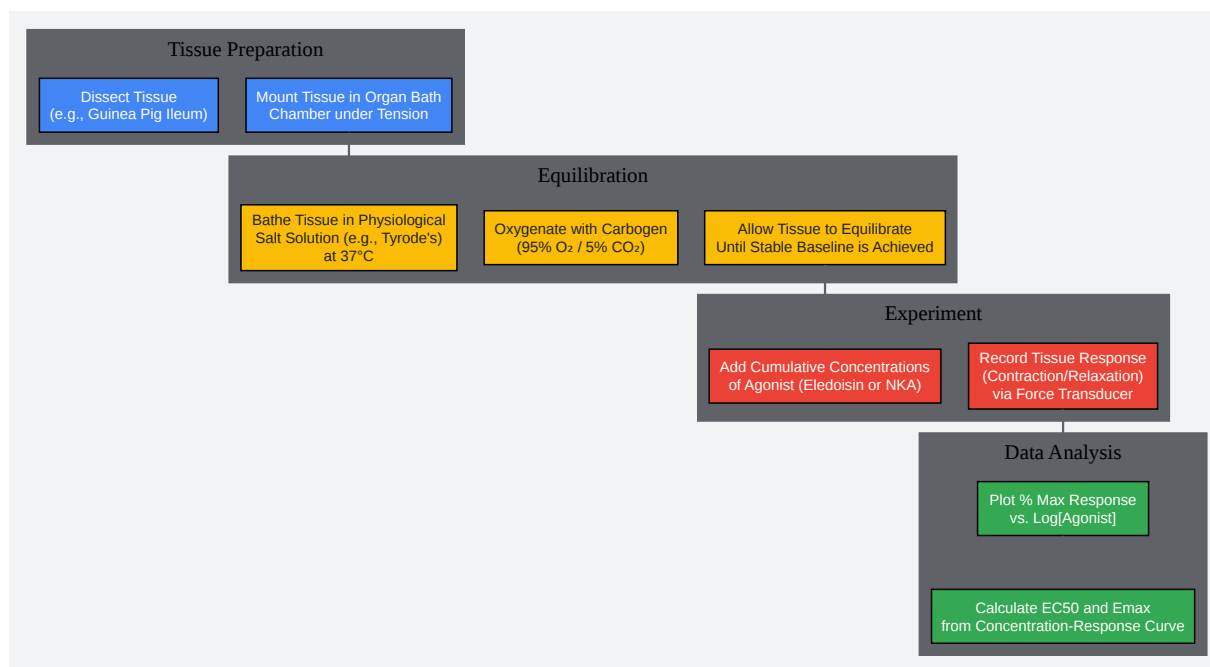 Tissue Preparation
Dissect Tissue
(e.g., Guinea Pig Ileum)
Mount Tissue in Organ Bath
Chamber under Tension
Equilibration
Bathe Tissue in Physiological
Salt Solution (e.g., Tyrode's)
at 37°C
Oxygenate with Carbogen
(95% O₂ / 5% CO₂)
Allow Tissue to Equilibrate
Until Stable Baseline is Achieved
Experiment
Add Cumulative Concentrations
of Agonist (Eledoisin or NKA)
Record Tissue Response
(Contraction/Relaxation)
via Force Transducer
Data Analysis
Plot % Max Response
vs. Log[Agonist]
Calculate EC50 and Emax
from Concentration-Response Curve